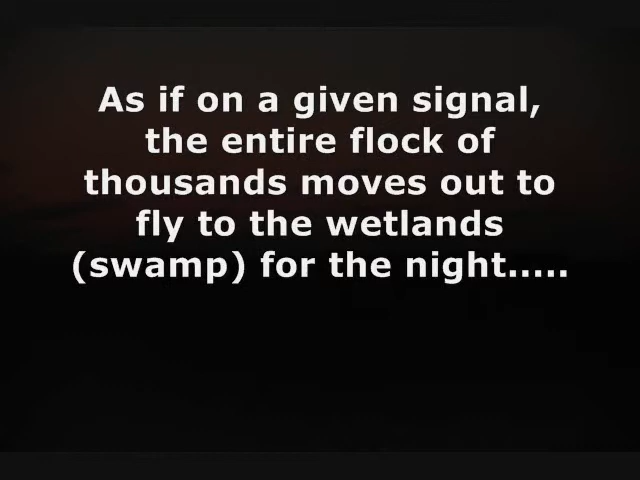 As if on a given signal,
the entire flock of
thousands moves out to
fly to the wetlands
(swamp) for the night.....